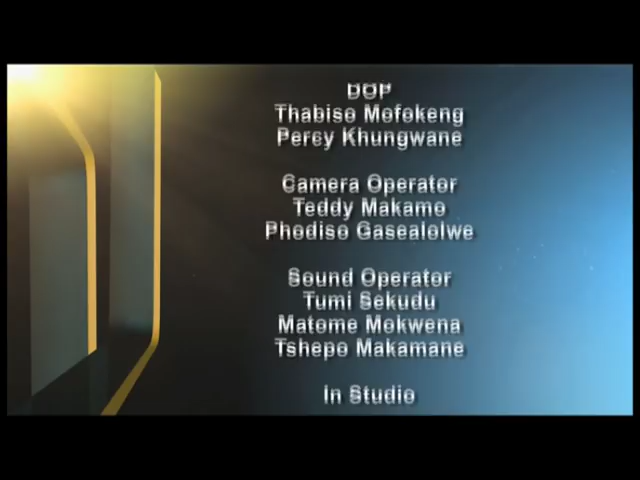 DOP
Thabiso Mofokeng
Percy Khungwane
Camera Operator
Teddy Makamo
Phodiso Gasealolwe
Sound Operator
Tumi Sekudu
Matome Mokwena
Tshepo Makamane
In Studio